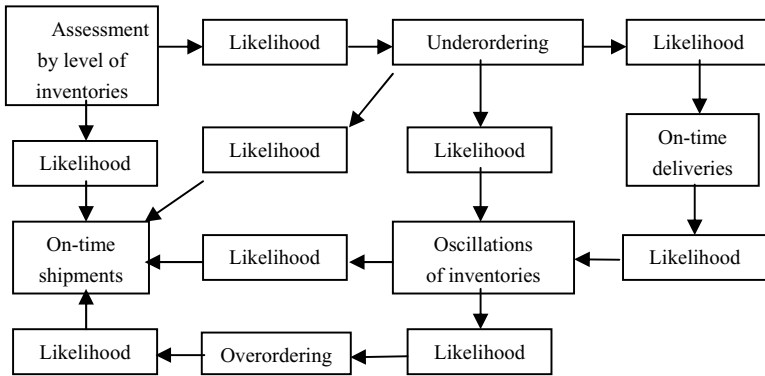 Assessment
by level of
inventories
Likelihood
Underordering
Likelihood
Likelihood
Likelihood
Likelihood
On-time
deliveries
On-time
shipments
Likelihood
Oscillations
of inventories
Likelihood
Likelihood
Overordering
Likelihood